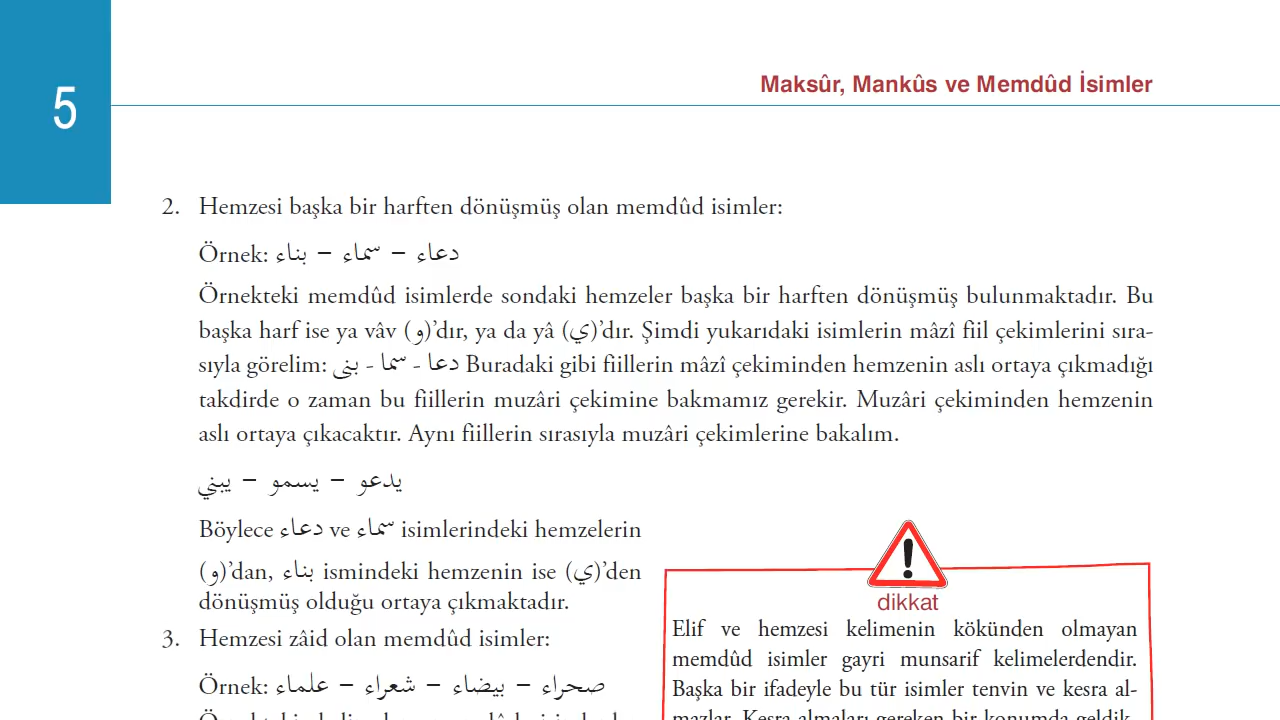 5
Maksûr, Mankûs ve Memdûd İsimler
2. Hemzesi başka bir harften dönüşmüş olan memdûd isimler:
Örnek: دعاء – سماء – بناء
Örnekteki memdûd isimlerde sondaki hemzeler başka bir harften dönüşmüş bulunmaktadır. Bu
başka harf ise ya vâv (و)’dır, ya da yâ (ي)’dır. Şimdi yukarıdaki isimlerin mâzî fiil çekimlerini sıra-
sıyla görelim: دعا - سما - بنى Buradaki gibi fiillerin mâzî çekiminden hemzenin aslı ortaya çıkmadığı
takdirde o zaman bu fiillerin muzâri çekimine bakmamız gerekir. Muzâri çekiminden hemzenin
aslı ortaya çıkacaktır. Aynı fiillerin sırasıyla muzâri çekimlerine bakalım.
يدعو – يسمو – يبني
Böylece دعاء ve سماء isimlerindeki hemzelerin
(و)’dan, بناء ismindeki hemzenin ise (ي)’den
dönüşmüş olduğu ortaya çıkmaktadır.
3. Hemzesi zâid olan memdûd isimler:
Örnek: صحراء – بيضاء – شعراء – علماء
dikkat
Elif ve hemzesi kelimenin kökünden olmayan
memdûd isimler gayri munsarif kelimelerdendir.
Başka bir ifadeyle bu tür isimler tenvin ve kesra al-
mazlar. Kesra almaları gereken bir konumda geldik-